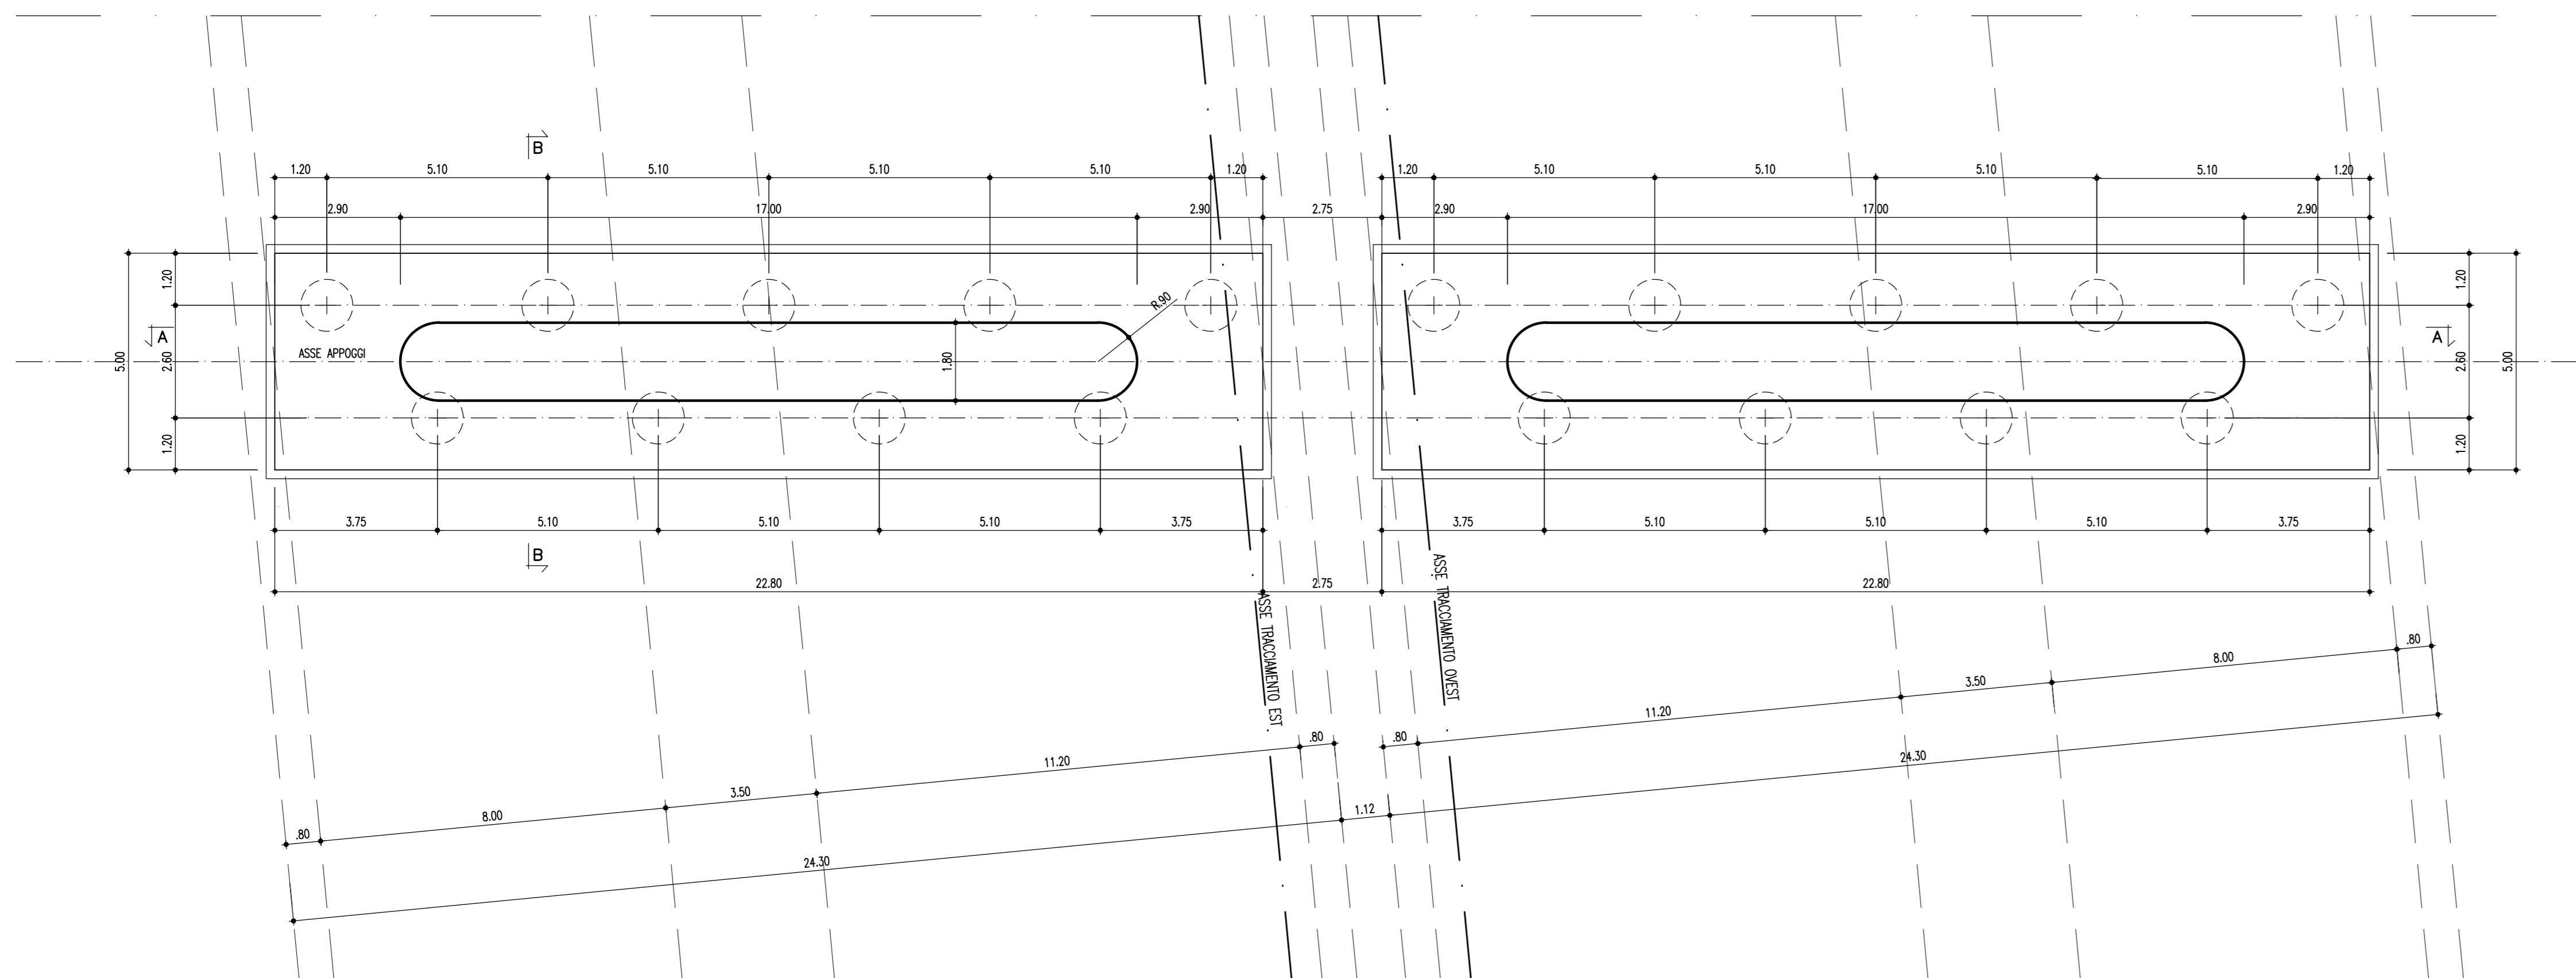 B
1.20 5.10 5.10 5.10 5.10 1.20 1.20 5.10 5.10 5.10 5.10 1.20
2.90 17.00 2.90 2.75 2.90 17.00 2.90
1.20
1.20
R.90
A
A
ASSE APPOGGI
5.00
2.60
1.80
2.60
5.00
1.20
1.20
3.75 5.10 5.10 5.10 3.75 3.75 5.10 5.10 5.10 3.75
B
22.80 2.75 22.80
ASSE TRACCIAMENTO EST
ASSE TRACCIAMENTO OVEST
.80 8.00 3.50 11.20 .80
.80 11.20 3.50 8.00 .80
24.30 1.12 24.30